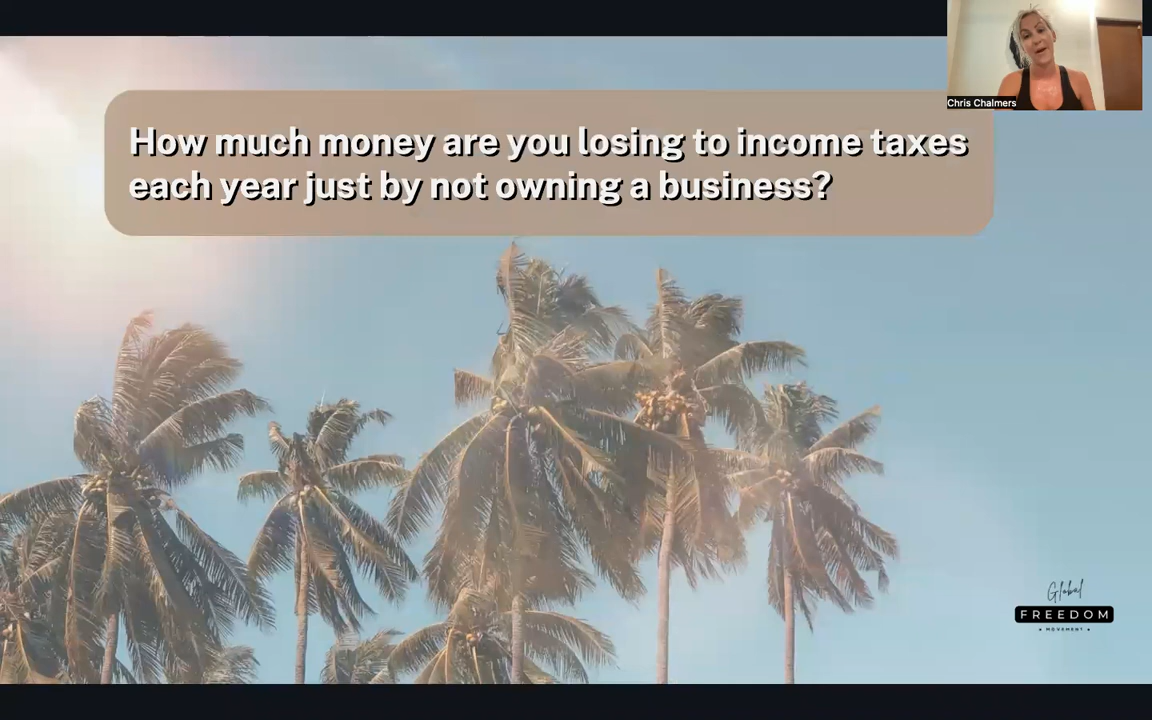 Chris Chalmers
How much money are you losing to income taxes
each year just by not owning a business?
Global
FREEDOM
• MOVEMENT •